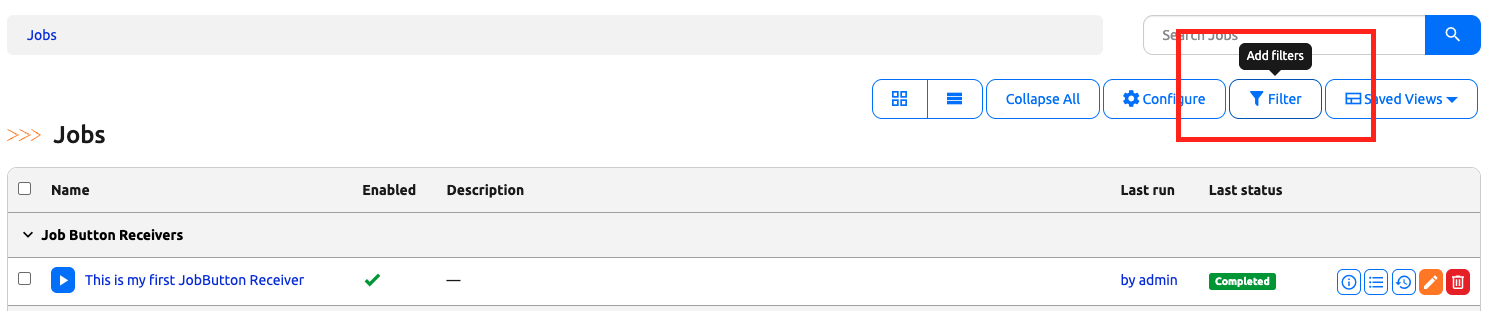 Jobs
Search Jobs
Add filters
Collapse All
Configure
Filter
Saved Views
>>> Jobs
Name Enabled Description Last run Last status
Job Button Receivers
This is my first JobButton Receiver — by admin Completed